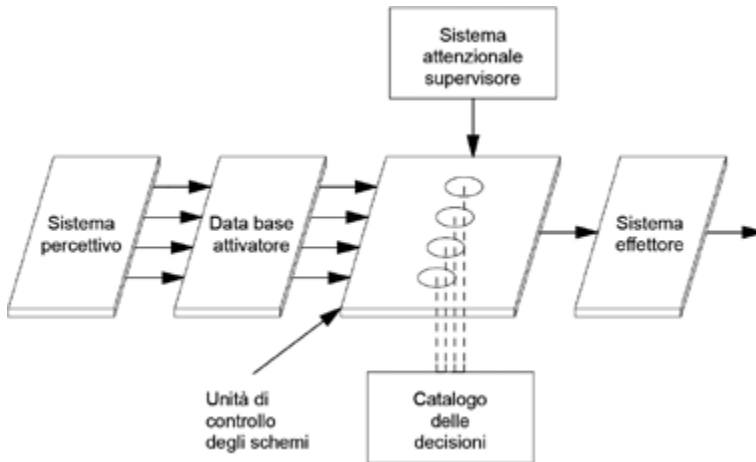 Sistema
attenzionale
supervisore
Sistema
percettivo
Data base
attivatore
Sistema
effettore
Unità di
controllo
degli schemi
Catalogo
delle
decisioni